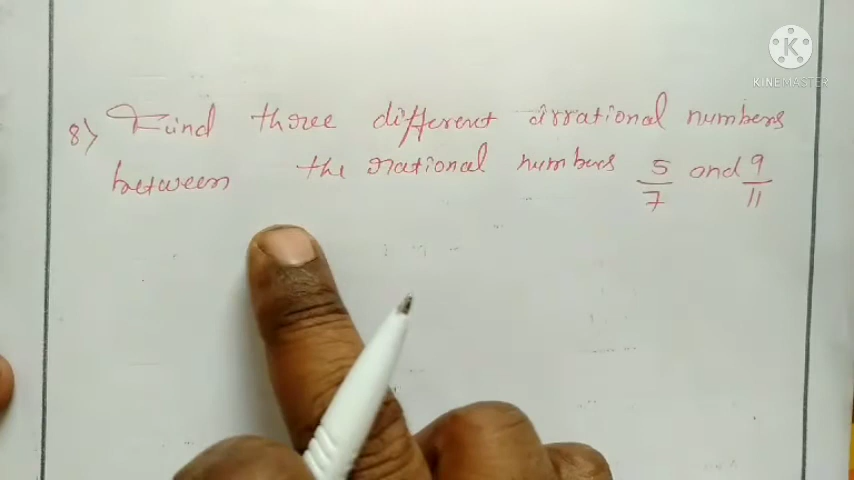 KINEMASTER
8) Find three different irrational numbers
between the rational numbers 5/7 and 9/11